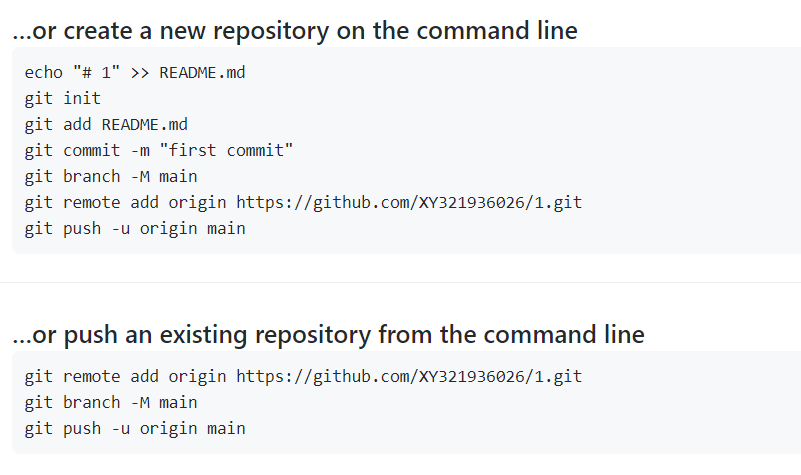 ...or create a new repository on the command line
echo "# 1" >> README.md
git init
git add README.md
git commit -m "first commit"
git branch -M main
git remote add origin https://github.com/XY321936026/1.git
git push -u origin main
...or push an existing repository from the command line
git remote add origin https://github.com/XY321936026/1.git
git branch -M main
git push -u origin main